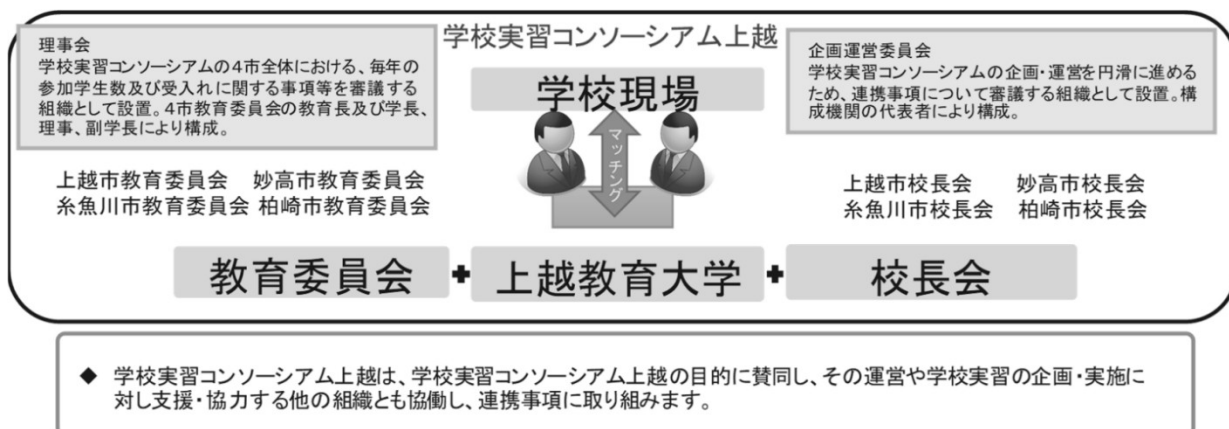 学校実習コンソーシアム上越
理事会
学校実習コンソーシアムの4市全体における、毎年の
参加学生数及び受入れに関する事項等を審議する
組織として設置。4市教育委員会の教育長及び学長、
理事、副学長により構成。
学校現場
マッチング
企画運営委員会
学校実習コンソーシアムの企画・運営を円滑に進める
ため、連携事項について審議する組織として設置。構
成機関の代表者により構成。
上越市教育委員会 妙高市教育委員会
糸魚川市教育委員会 柏崎市教育委員会
上越市校長会 妙高市校長会
糸魚川市校長会 柏崎市校長会
教育委員会 + 上越教育大学 + 校長会
◆ 学校実習コンソーシアム上越は、学校実習コンソーシアム上越の目的に賛同し、その運営や学校実習の企画・実施に
対し支援・協力する他の組織とも協働し、連携事項に取り組みます。